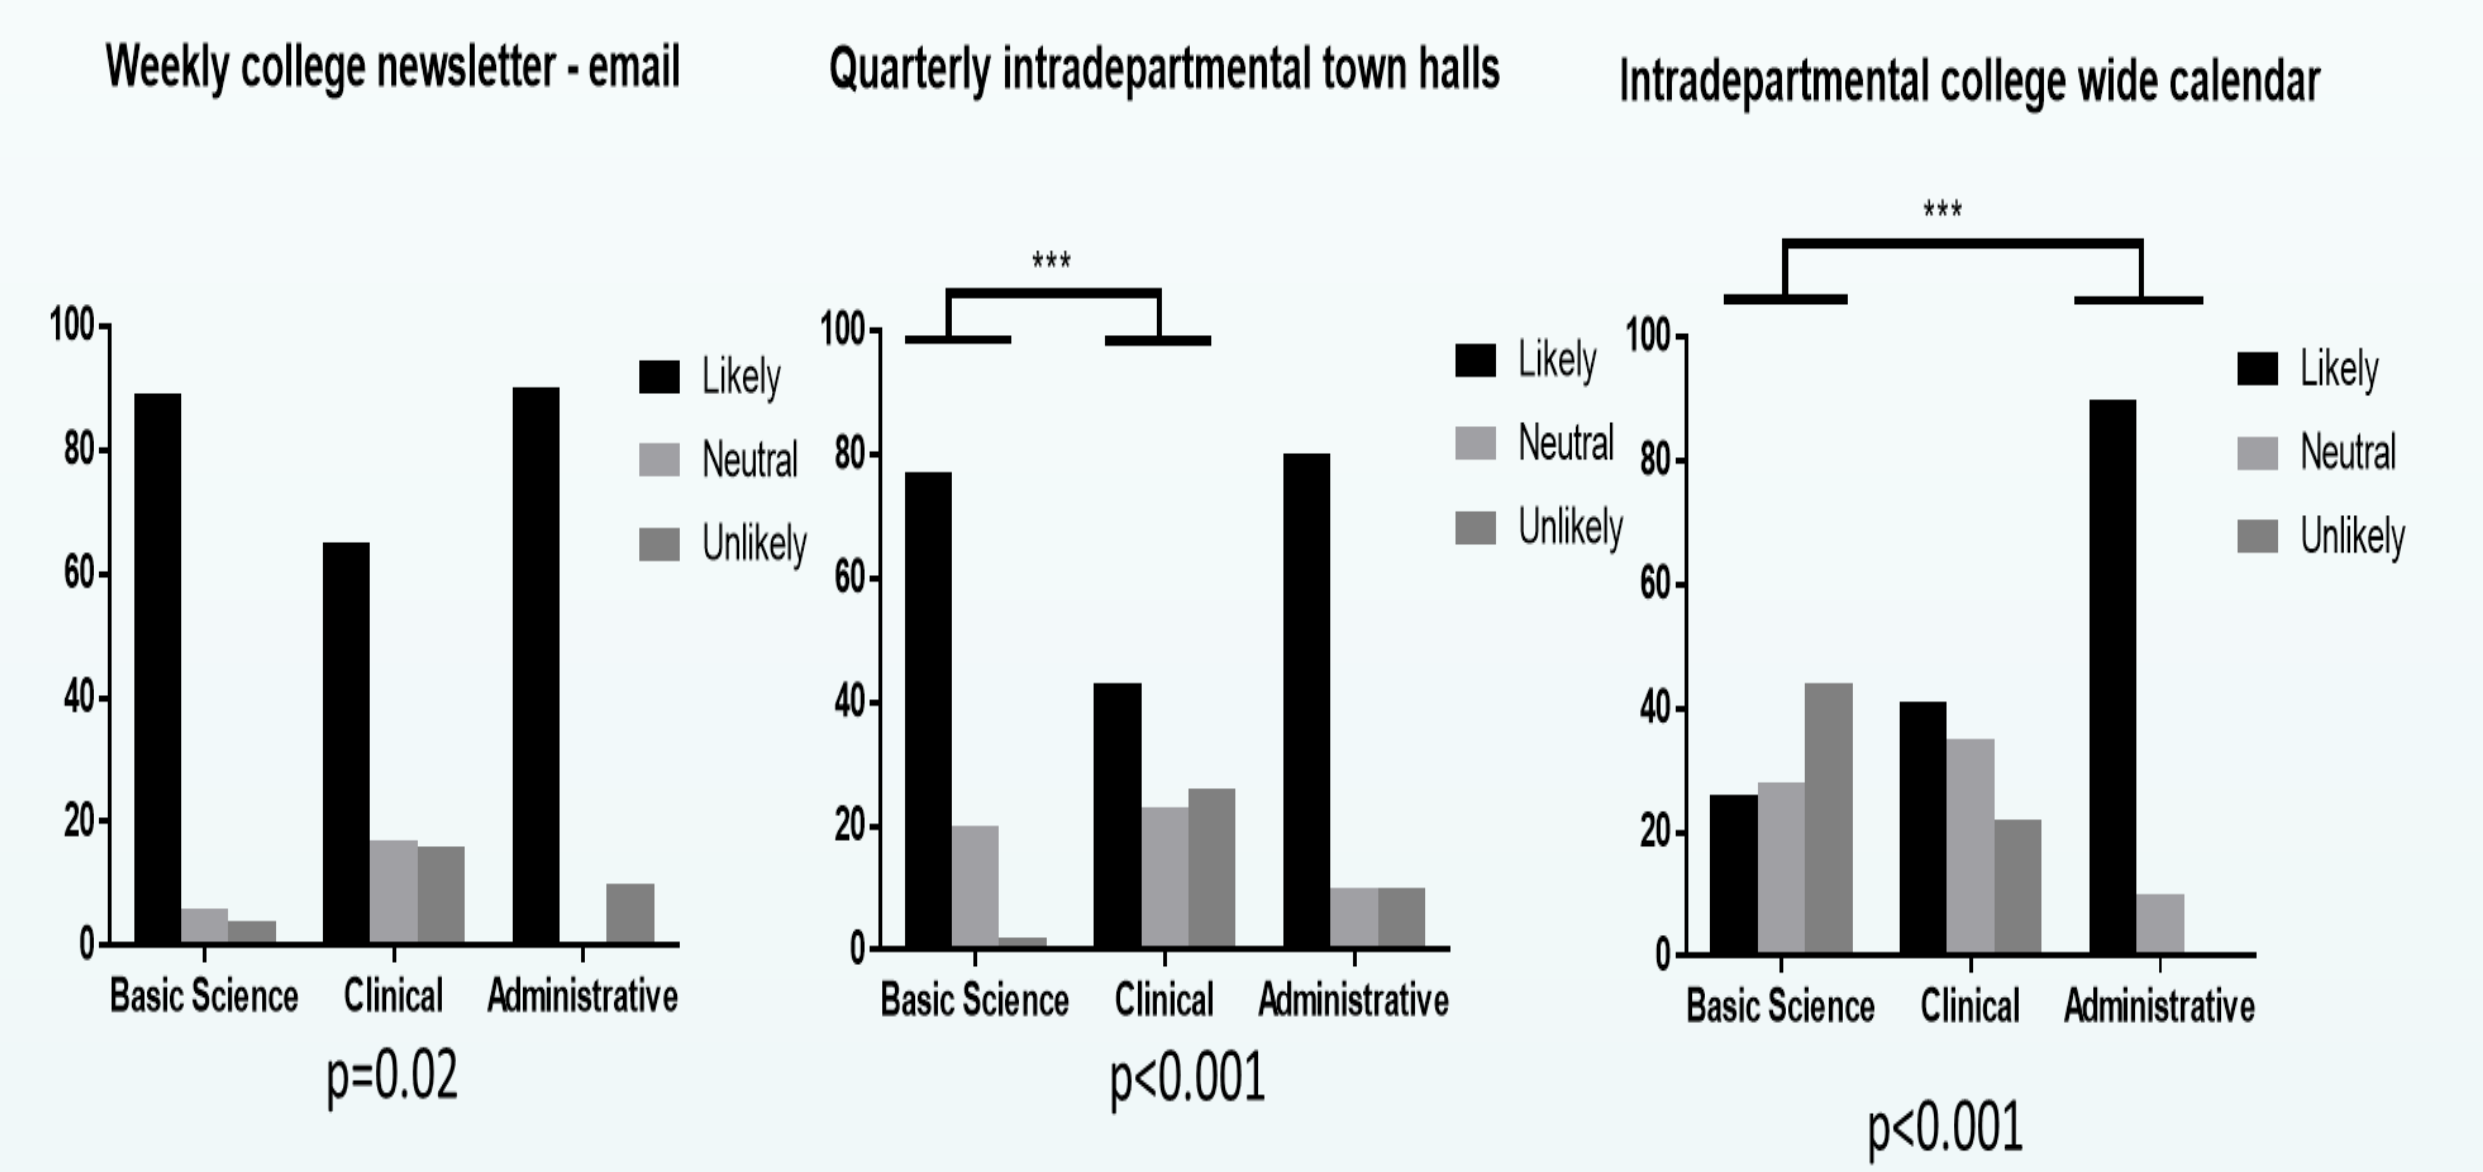 Weekly college newsletter - email
100
80
60
40
20
0
Likely
Neutral
Unlikely
Basic Science Clinical Administrative
p=0.02
Quarterly intradepartmental town halls
***
100
80
60
40
20
0
Likely
Neutral
Unlikely
Basic Science Clinical Administrative
p<0.001
Intradepartmental college wide calendar
***
100
80
60
40
20
0
Likely
Neutral
Unlikely
Basic Science Clinical Administrative
p<0.001